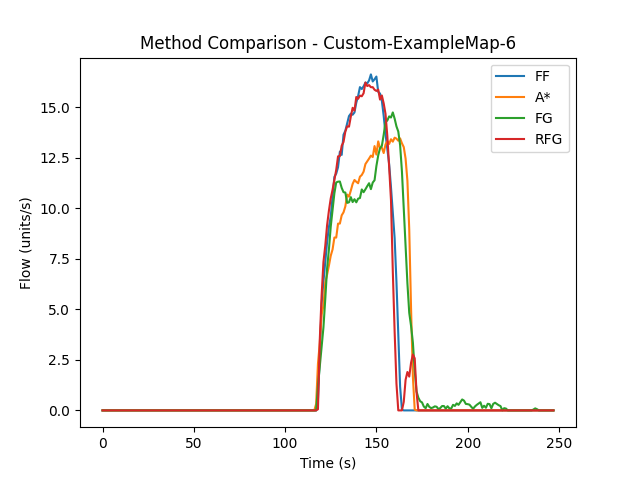 Method Comparison - Custom-ExampleMap-6
FF
A*
FG
RFG
Flow (units/s)
15.0
12.5
10.0
7.5
5.0
2.5
0.0
0
50
100
150
200
250
Time (s)